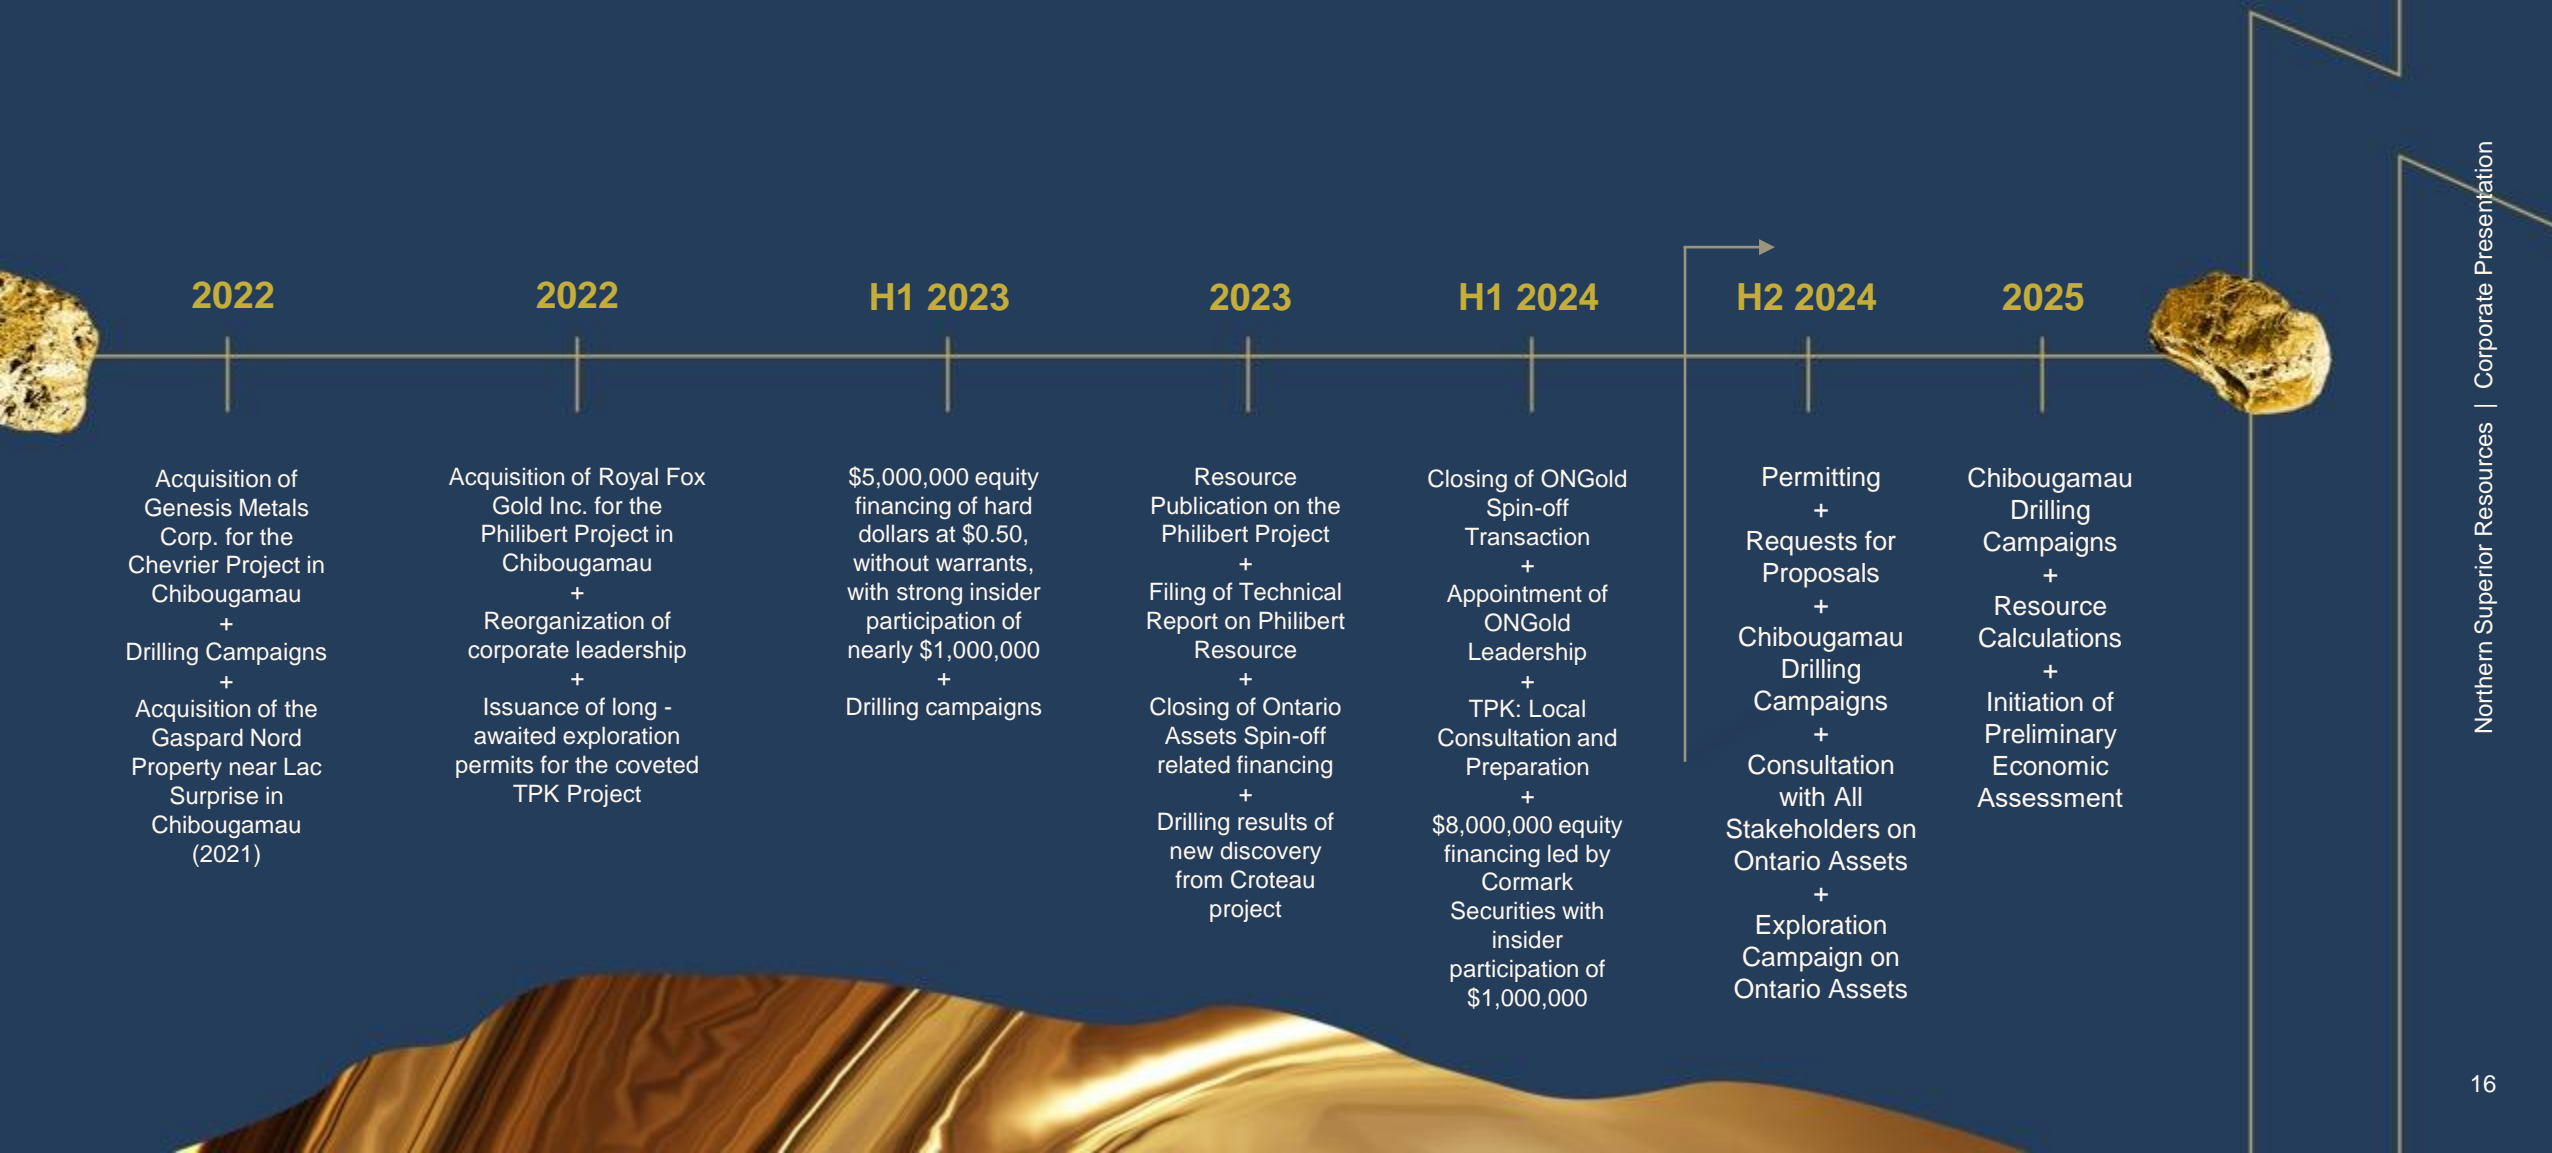 2022
Acquisition of
Genesis Metals
Corp. for the
Chevrier Project in
Chibougamau
+
Drilling Campaigns
+
Acquisition of the
Gaspard Nord
Property near Lac
Surprise in
Chibougamau
(2021)
2022
Acquisition of Royal Fox
Gold Inc. for the
Philibert Project in
Chibougamau
+
Reorganization of
corporate leadership
+
Issuance of long -
awaited exploration
permits for the coveted
TPK Project
H1 2023
$5,000,000 equity
financing of hard
dollars at $0.50,
without warrants,
with strong insider
participation of
nearly $1,000,000
+
Drilling campaigns
2023
Resource
Publication on the
Philibert Project
+
Filing of Technical
Report on Philibert
Resource
+
Closing of Ontario
Assets Spin-off
related financing
+
Drilling results of
new discovery
from Croteau
project
H1 2024
Closing of ONGold
Spin-off
Transaction
+
Appointment of
ONGold
Leadership
+
TPK: Local
Consultation and
Preparation
+
$8,000,000 equity
financing led by
Cormark
Securities with
insider
participation of
$1,000,000
H2 2024
Permitting
+
Requests for
Proposals
+
Chibougamau
Drilling
Campaigns
+
Consultation
with All
Stakeholders on
Ontario Assets
+
Exploration
Campaign on
Ontario Assets
2025
Chibougamau
Drilling
Campaigns
+
Resource
Calculations
+
Initiation of
Preliminary
Economic
Assessment
Northern Superior Resources | Corporate Presentation
16